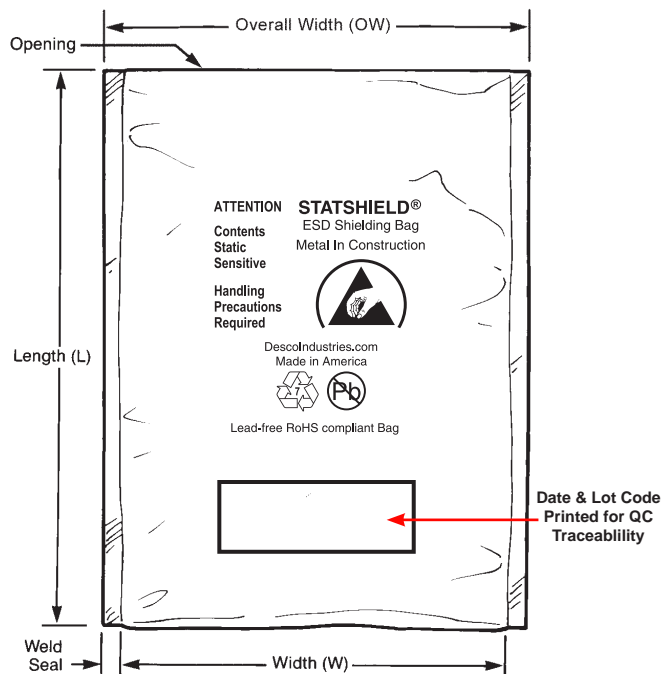 Overall Width (OW)
Opening
ATTENTION
Contents
Static
Sensitive
Handling
Precautions
Required
STATSHIELD®
ESD Shielding Bag
Metal In Construction
DescoIndustries.com
Made in America
7
Pb
Lead-free RoHS compliant Bag
Length (L)
Date & Lot Code
Printed for QC
Traceablility
Weld
Seal
Width (W)